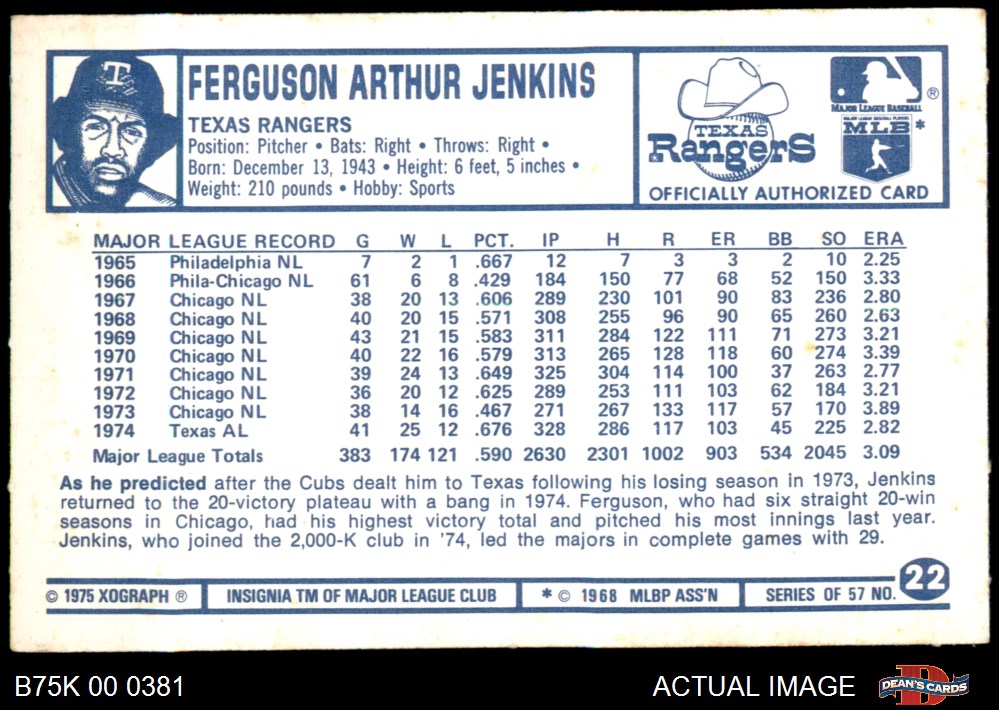 T
FERGUSON ARTHUR JENKINS
TEXAS RANGERS
Position: Pitcher • Bats: Right • Throws: Right •
Born: December 13, 1943 • Height: 6 feet, 5 inches •
Weight: 210 pounds • Hobby: Sports
TEXAS
RangerS
MAJOR LEAGUE BASEBALL ®
MAJOR LEAGUE BASEBALL PLAYERS
MLB *
OFFICIALLY AUTHORIZED CARD
MAJOR LEAGUE RECORD G W L PCT. IP H R ER BB SO ERA
1965 Philadelphia NL 7 2 1 .667 12 7 3 3 2 10 2.25
1966 Phila-Chicago NL 61 6 8 .429 184 150 77 68 52 150 3.33
1967 Chicago NL 38 20 13 .606 289 230 101 90 83 236 2.80
1968 Chicago NL 40 20 15 .571 308 255 96 90 65 260 2.63
1969 Chicago NL 43 21 15 .583 311 284 122 111 71 273 3.21
1970 Chicago NL 40 22 16 .579 313 265 128 118 60 274 3.39
1971 Chicago NL 39 24 13 .649 325 304 114 100 37 263 2.77
1972 Chicago NL 36 20 12 .625 289 253 111 103 62 184 3.21
1973 Chicago NL 38 14 16 .467 271 267 133 117 57 170 3.89
1974 Texas AL 41 25 12 .676 328 286 117 103 45 225 2.82
Major League Totals 383 174 121 .590 2630 2301 1002 903 534 2045 3.09
As he predicted after the Cubs dealt him to Texas following his losing season in 1973, Jenkins
returned to the 20-victory plateau with a bang in 1974. Ferguson, who had six straight 20-win
seasons in Chicago, had his highest victory total and pitched his most innings last year.
Jenkins, who joined the 2,000-K club in '74, led the majors in complete games with 29.
© 1975 XOGRAPH ® INSIGNIA TM OF MAJOR LEAGUE CLUB * © 1968 MLBP ASS'N SERIES OF 57 NO. 22
B75K 00 0381 ACTUAL IMAGE D DEAN'S CARDS